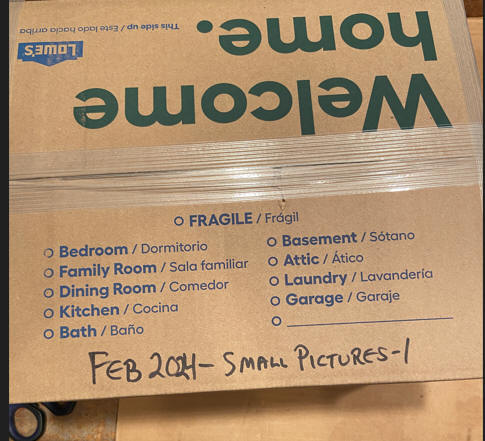 Welcome
home.
This side up / Este lado hacia arriba
LOWE'S
FRAGILE / Frágil
Bedroom / Dormitorio
Family Room / Sala familiar
Dining Room / Comedor
Kitchen / Cocina
Bath / Baño
Basement / Sótano
Attic / Ático
Laundry / Lavandería
Garage / Garaje
FEB 2024 - SMALL PICTURES - 1